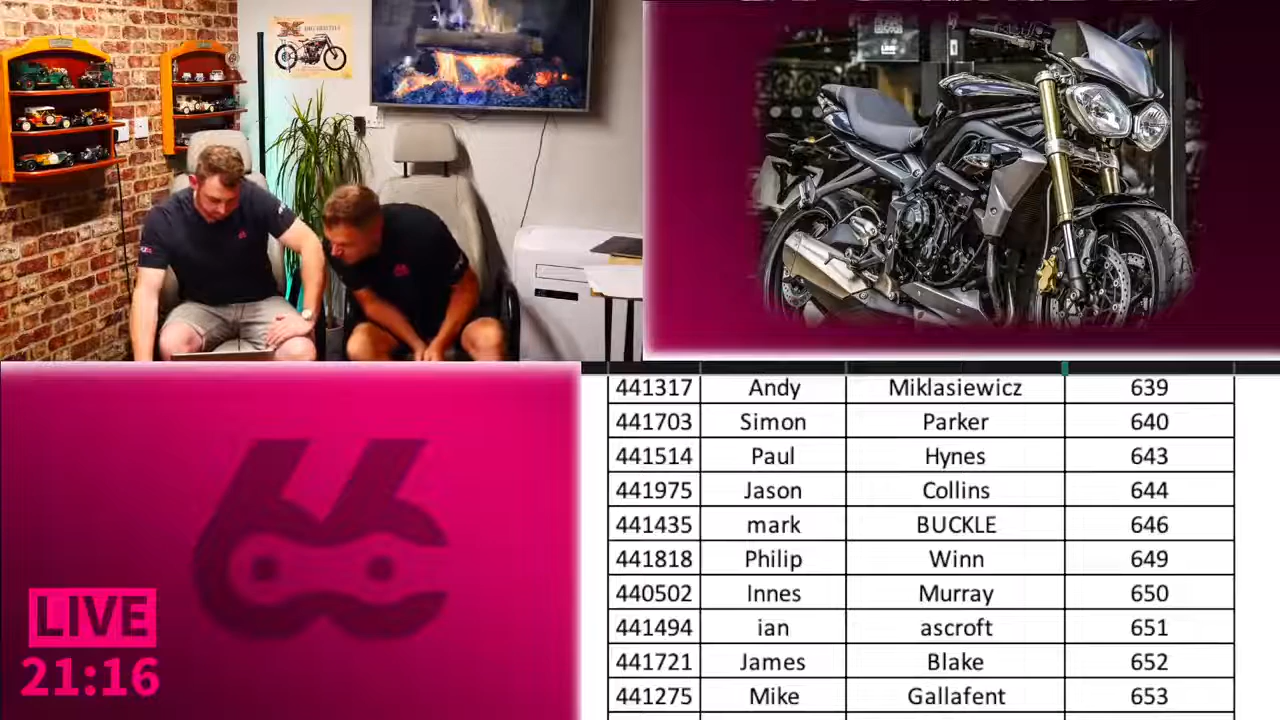 441317 Andy Miklasiewicz 639
441703 Simon Parker 640
441514 Paul Hynes 643
441975 Jason Collins 644
441435 mark BUCKLE 646
441818 Philip Winn 649
440502 Innes Murray 650
441494 ian ascroft 651
441721 James Blake 652
441275 Mike Gallafent 653
LIVE
21:16